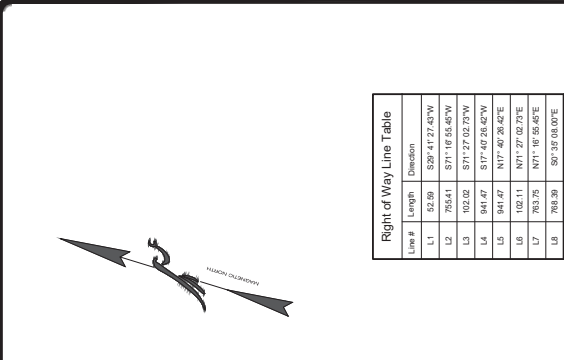 Right of Way Line Table
Line # Length Direction
L1 52.59 S29° 41' 27.43"W
L2 755.41 S71° 16' 55.45"W
L3 102.02 S71° 27' 02.73"W
L4 941.47 S17° 40' 26.42"W
L5 941.47 N17° 40' 26.42"E
L6 102.11 N71° 27' 02.73"E
L7 763.75 N71° 16' 55.45"E
L8 768.39 S0° 35' 08.00"E
MAGNETIC NORTH